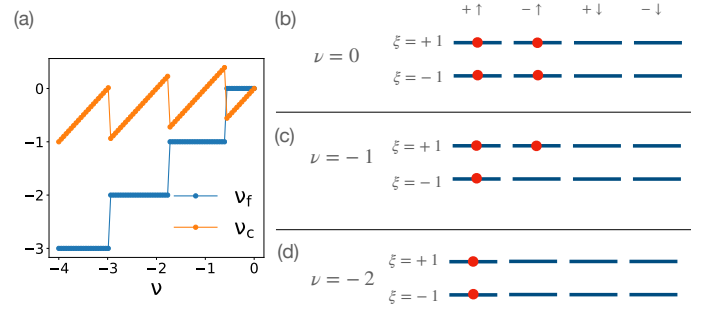 (a)
0
−1
−2
−3
−4 −3 −2 −1 0
ν
ν_f
ν_c
(b)
+ ↑ − ↑ + ↓ − ↓
ν = 0
ξ = + 1
ξ = − 1
(c)
ν = − 1
ξ = + 1
ξ = − 1
(d)
ν = − 2
ξ = + 1
ξ = − 1